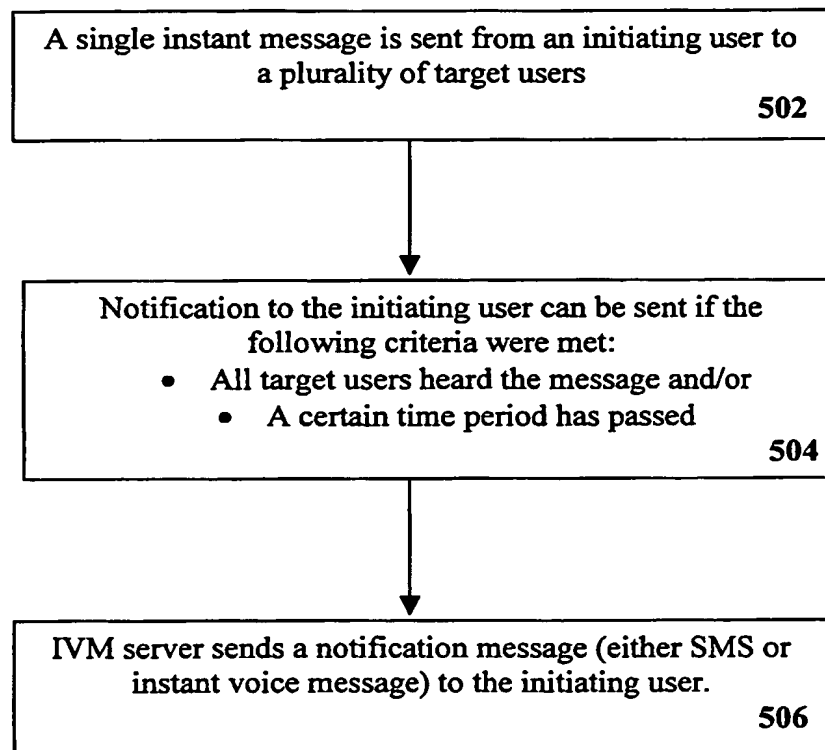 A single instant message is sent from an initiating user to
a plurality of target users
502
Notification to the initiating user can be sent if the
following criteria were met:
• All target users heard the message and/or
• A certain time period has passed
504
IVM server sends a notification message (either SMS or
instant voice message) to the initiating user.
506